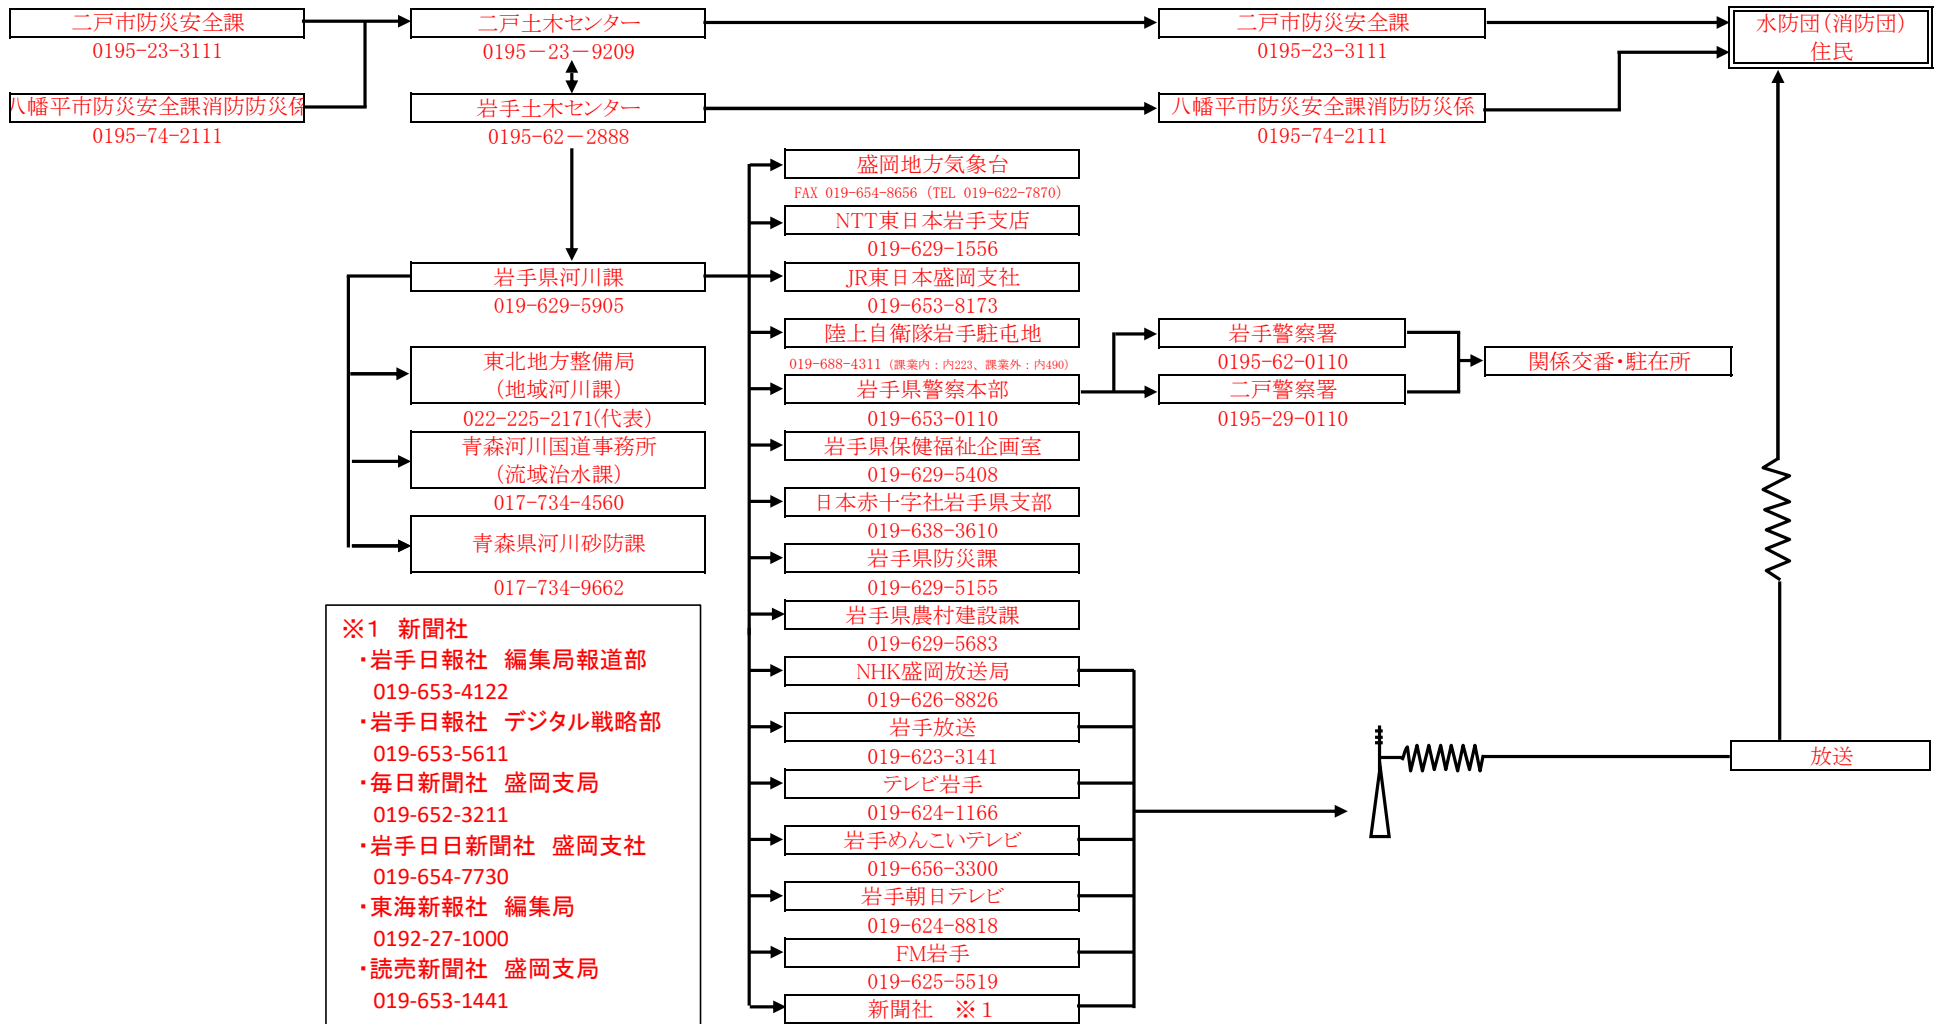 二戸市防災安全課
0195-23-3111
八幡平市防災安全課消防防災係
0195-74-2111
二戸土木センター
0195－23－9209
岩手土木センター
0195-62－2888
二戸市防災安全課
0195-23-3111
八幡平市防災安全課消防防災係
0195-74-2111
水防団(消防団)
住民
岩手県河川課
019-629-5905
東北地方整備局
(地域河川課)
022-225-2171(代表)
青森河川国道事務所
(流域治水課)
017-734-4560
青森県河川砂防課
017-734-9662
盛岡地方気象台
FAX 019-654-8656 (TEL 019-622-7870)
NTT東日本岩手支店
019-629-1556
JR東日本盛岡支社
019-653-8173
陸上自衛隊岩手駐屯地
019-688-4311 (課業内：内223、課業外：内490)
岩手県警察本部
019-653-0110
岩手県保健福祉企画室
019-629-5408
日本赤十字社岩手県支部
019-638-3610
岩手県防災課
019-629-5155
岩手県農村建設課
019-629-5683
NHK盛岡放送局
019-626-8826
岩手放送
019-623-3141
テレビ岩手
019-624-1166
岩手めんこいテレビ
019-656-3300
岩手朝日テレビ
019-624-8818
FM岩手
019-625-5519
新聞社　※１
岩手警察署
0195-62-0110
二戸警察署
0195-29-0110
関係交番・駐在所
放送
※1　新聞社
・岩手日報社　編集局報道部
019-653-4122
・岩手日報社　デジタル戦略部
019-653-5611
・毎日新聞社　盛岡支局
019-652-3211
・岩手日日新聞社　盛岡支社
019-654-7730
・東海新報社　編集局
0192-27-1000
・読売新聞社　盛岡支局
019-653-1441